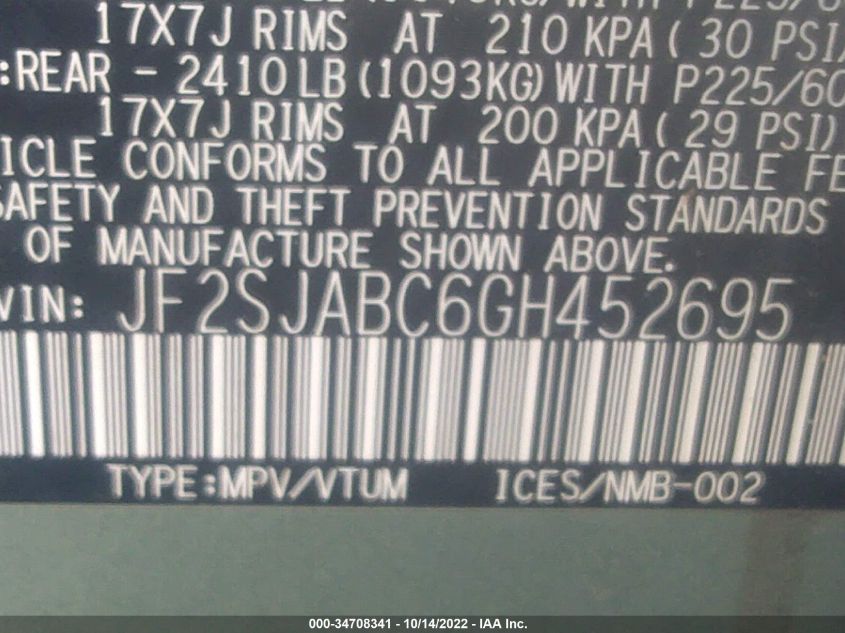 17X7J RIMS AT 210 KPA( 30 PSI/
:REAR - 2410 LB(1093KG)WITH P225/60
17X7J RIMS AT 200 KPA( 29 PSI)
ICLE CONFORMS TO ALL APPLICABLE FE
SAFETY AND THEFT PREVENTION STANDARDS
OF MANUFACTURE SHOWN ABOVE.
VIN: JF2SJABC6GH452695
TYPE:MPV/VTUM ICES/NMB-002
000-34708341 - 10/14/2022 - IAA Inc.